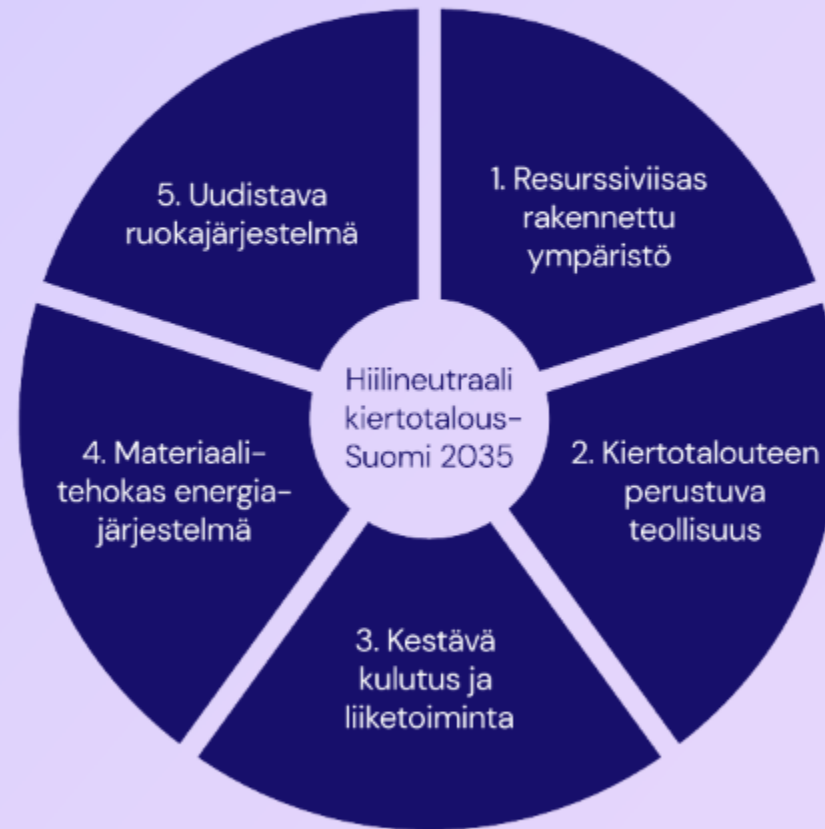 1. Resurssiviisas
rakennettu
ympäristö
2. Kiertotalouteen
perustuva
teollisuus
3. Kestävä
kulutus ja
liiketoiminta
4. Materiaali-
tehokas energia-
järjestelmä
5. Uudistava
ruokajärjestelmä
Hiilineutraali
kiertotalous-
Suomi 2035